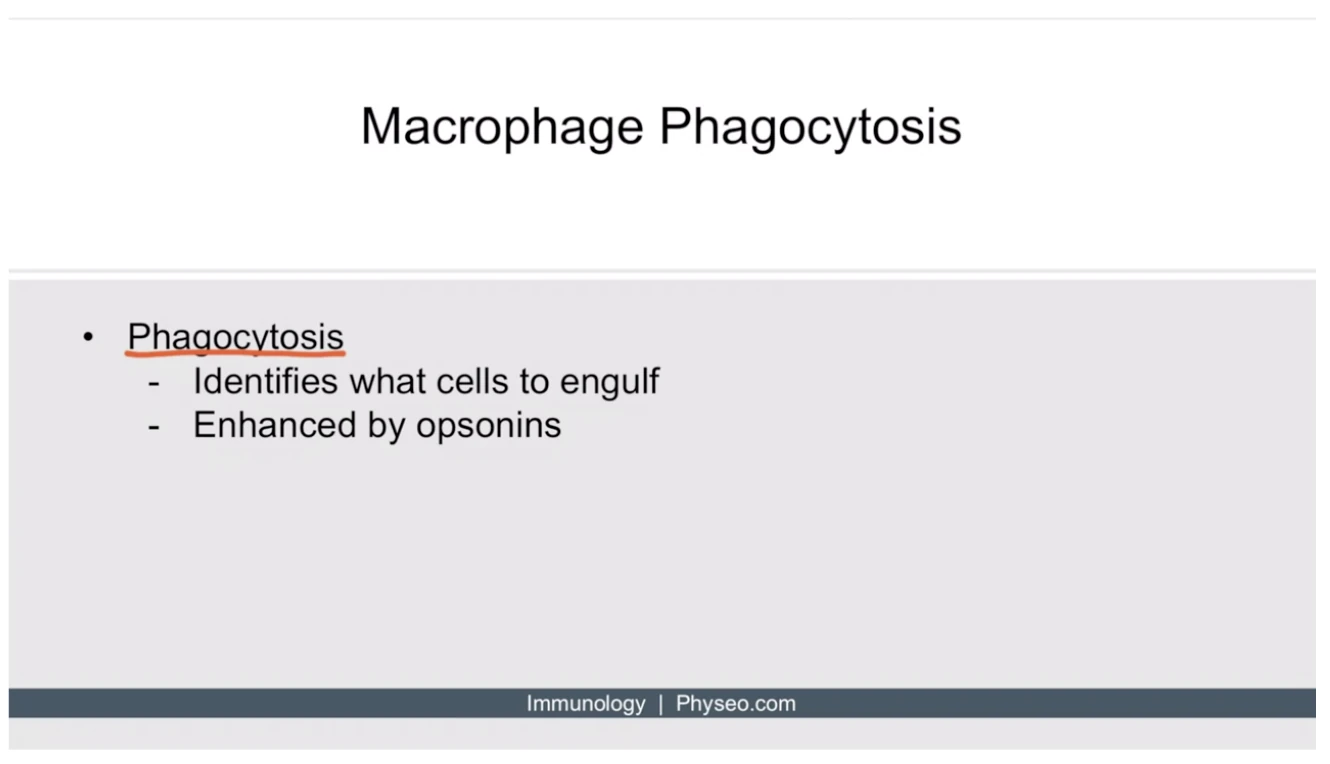 Macrophage Phagocytosis
• Phagocytosis
- Identifies what cells to engulf
- Enhanced by opsonins
Immunology | Physeo.com